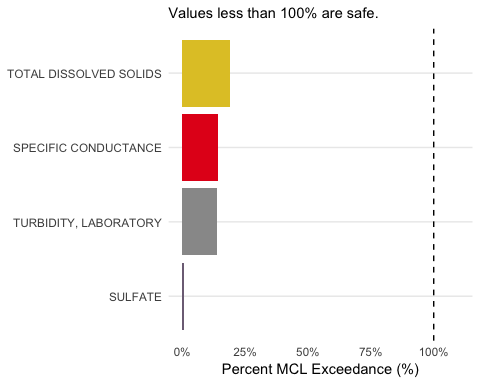 Values less than 100% are safe.
TOTAL DISSOLVED SOLIDS
SPECIFIC CONDUCTANCE
TURBIDITY, LABORATORY
SULFATE
0% 25% 50% 75% 100%
Percent MCL Exceedance (%)